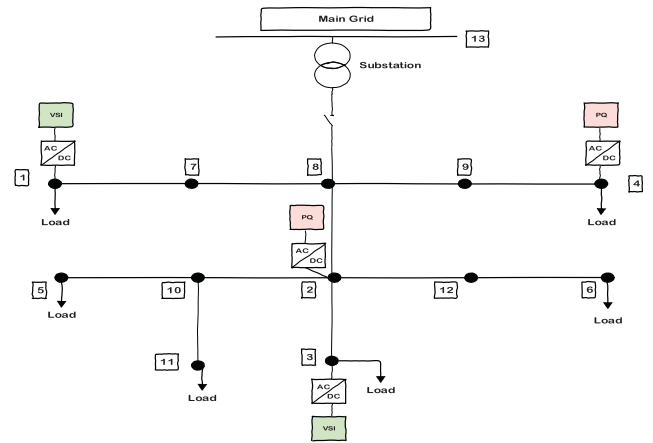 Main Grid
13
Substation
VSI
PQ
AC
DC
AC
DC
1
7
8
9
4
Load
Load
PQ
AC
DC
5
10
2
12
6
Load
Load
11
3
Load
AC
DC
Load
VSI